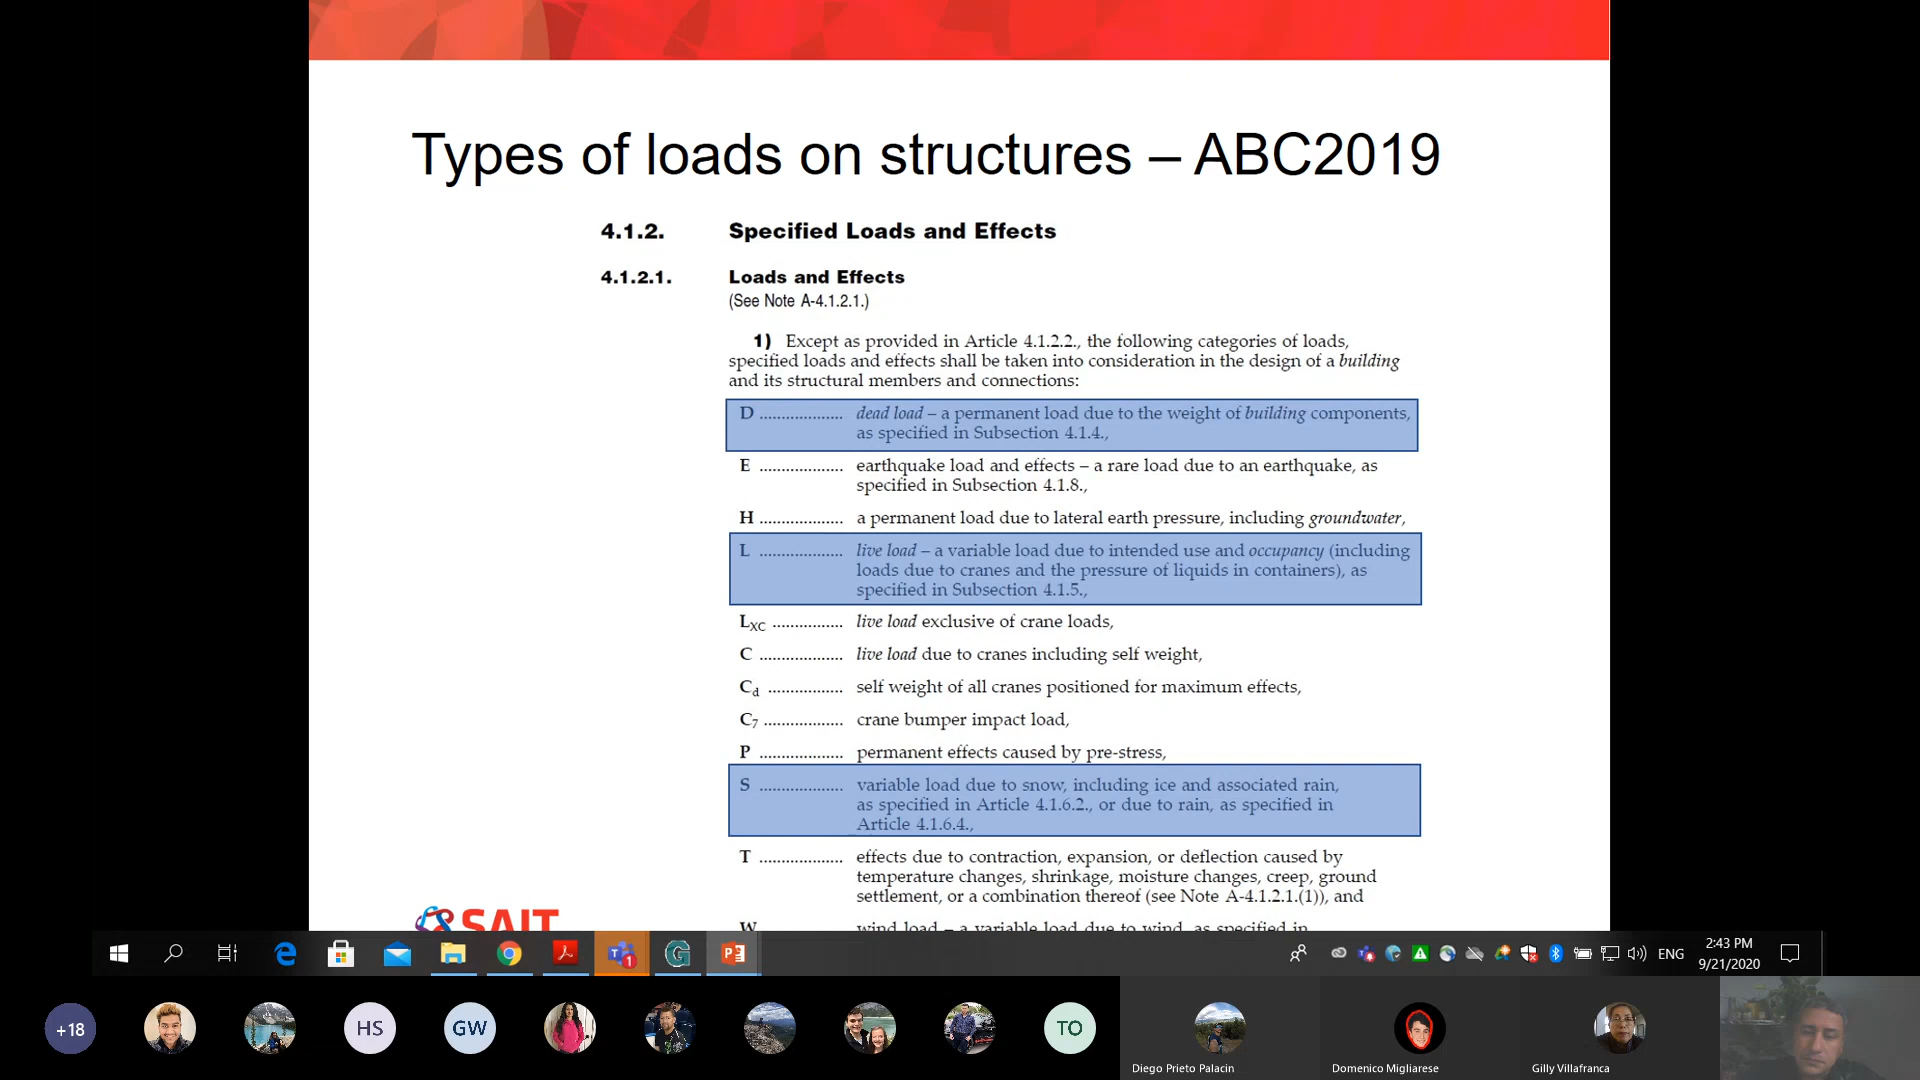 Types of loads on structures – ABC2019
4.1.2. Specified Loads and Effects
4.1.2.1. Loads and Effects
(See Note A-4.1.2.1.)
1) Except as provided in Article 4.1.2.2., the following categories of loads,
specified loads and effects shall be taken into consideration in the design of a building
and its structural members and connections:
D .................. dead load – a permanent load due to the weight of building components,
as specified in Subsection 4.1.4.,
E .................. earthquake load and effects – a rare load due to an earthquake, as
specified in Subsection 4.1.8.,
H .................. a permanent load due to lateral earth pressure, including groundwater,
L .................. live load – a variable load due to intended use and occupancy (including
loads due to cranes and the pressure of liquids in containers), as
specified in Subsection 4.1.5.,
LXC ............... live load exclusive of crane loads,
C .................. live load due to cranes including self weight,
Cd ................ self weight of all cranes positioned for maximum effects,
C7 ................. crane bumper impact load,
P .................. permanent effects caused by pre-stress,
S .................. variable load due to snow, including ice and associated rain,
as specified in Article 4.1.6.2., or due to rain, as specified in
Article 4.1.6.4.,
T .................. effects due to contraction, expansion, or deflection caused by
temperature changes, shrinkage, moisture changes, creep, ground
settlement, or a combination thereof (see Note A-4.1.2.1.(1)), and
W wind load – a variable load due to wind, as specified in
SAIT
ENG
2:43 PM
9/21/2020
+18
HS
GW
TO
Diego Prieto Palacin
Domenico Migliarese
Gilly Villafranca